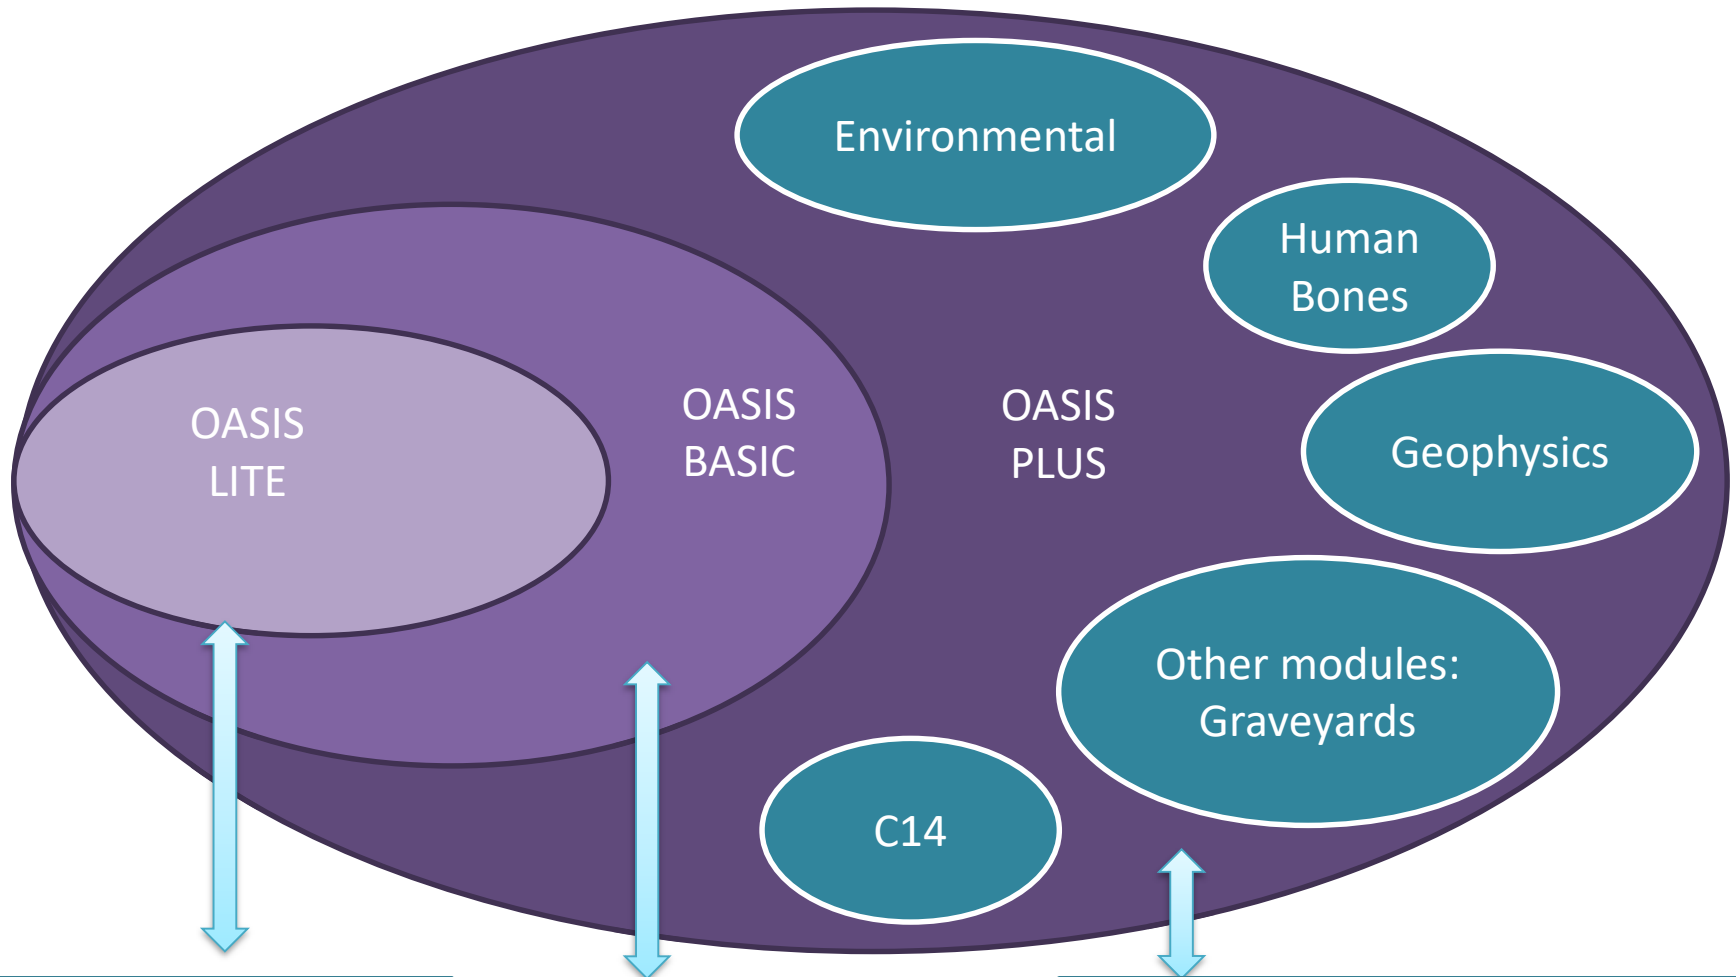 Environmental
Human
Bones
OASIS
LITE
OASIS
BASIC
OASIS
PLUS
Geophysics
Other modules:
Graveyards
C14